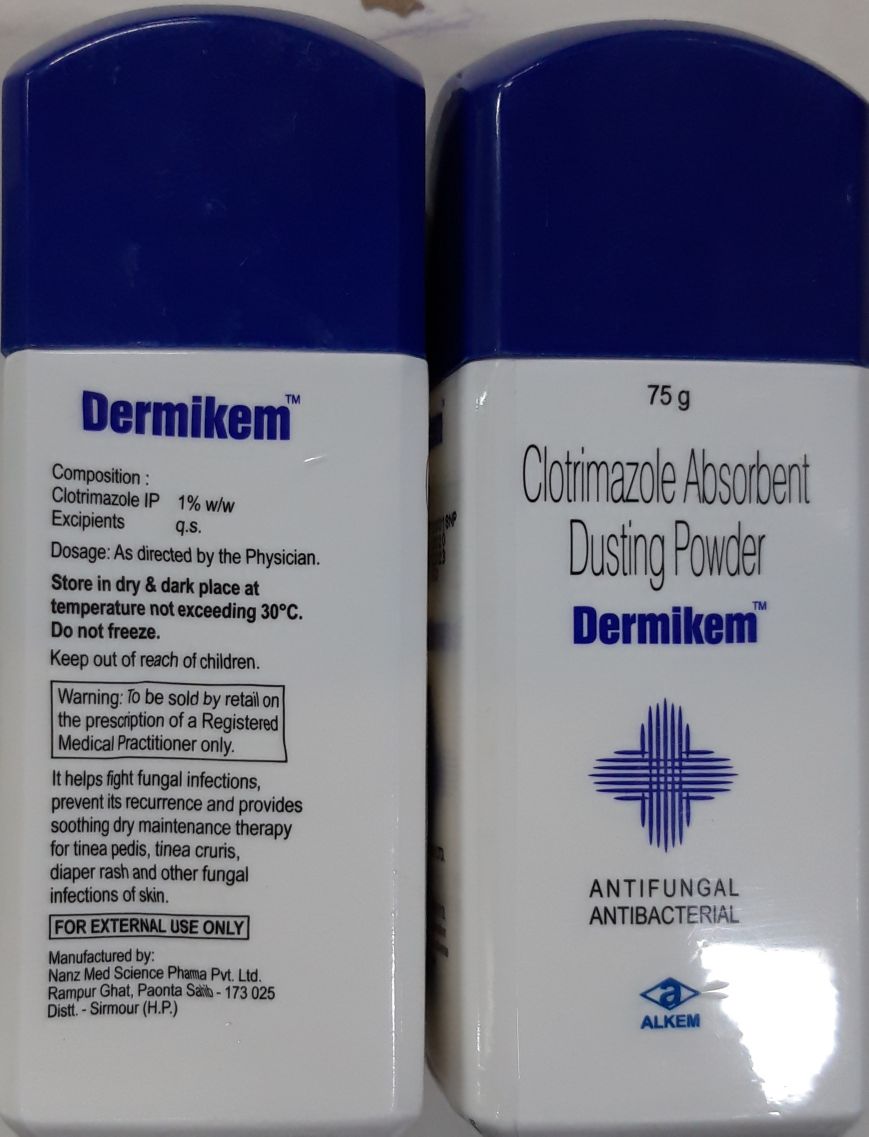 Dermikem™
Composition :
Clotrimazole IP 1% w/w
Excipients q.s.
Dosage: As directed by the Physician.
Store in dry & dark place at
temperature not exceeding 30°C.
Do not freeze.
Keep out of reach of children.
Warning: To be sold by retail on
the prescription of a Registered
Medical Practitioner only.
It helps fight fungal infections,
prevent its recurrence and provides
soothing dry maintenance therapy
for tinea pedis, tinea cruris,
diaper rash and other fungal
infections of skin.
FOR EXTERNAL USE ONLY
Manufactured by:
Nanz Med Science Pharma Pvt. Ltd.
Rampur Ghat, Paonta Sahib - 173 025
Distt. - Sirmour (H.P.)
75 g
Clotrimazole Absorbent
Dusting Powder
Dermikem™
ANTIFUNGAL
ANTIBACTERIAL
a
ALKEM